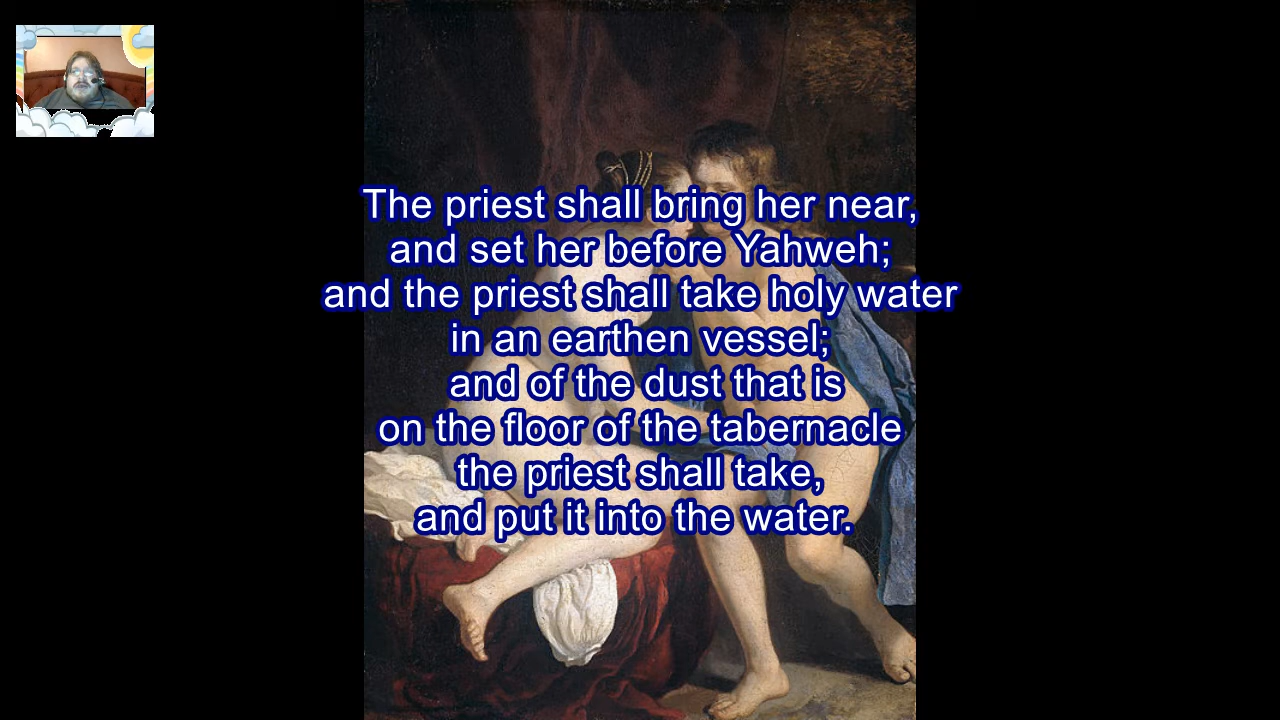 The priest shall bring her near,
and set her before Yahweh;
and the priest shall take holy water
in an earthen vessel;
and of the dust that is
on the floor of the tabernacle
the priest shall take,
and put it into the water.